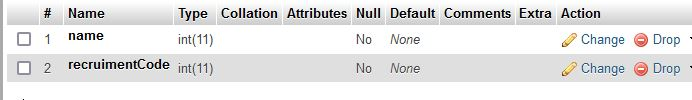 # Name Type Collation Attributes Null Default Comments Extra Action
1 name int(11) No None Change Drop
2 recruimentCode int(11) No None Change Drop